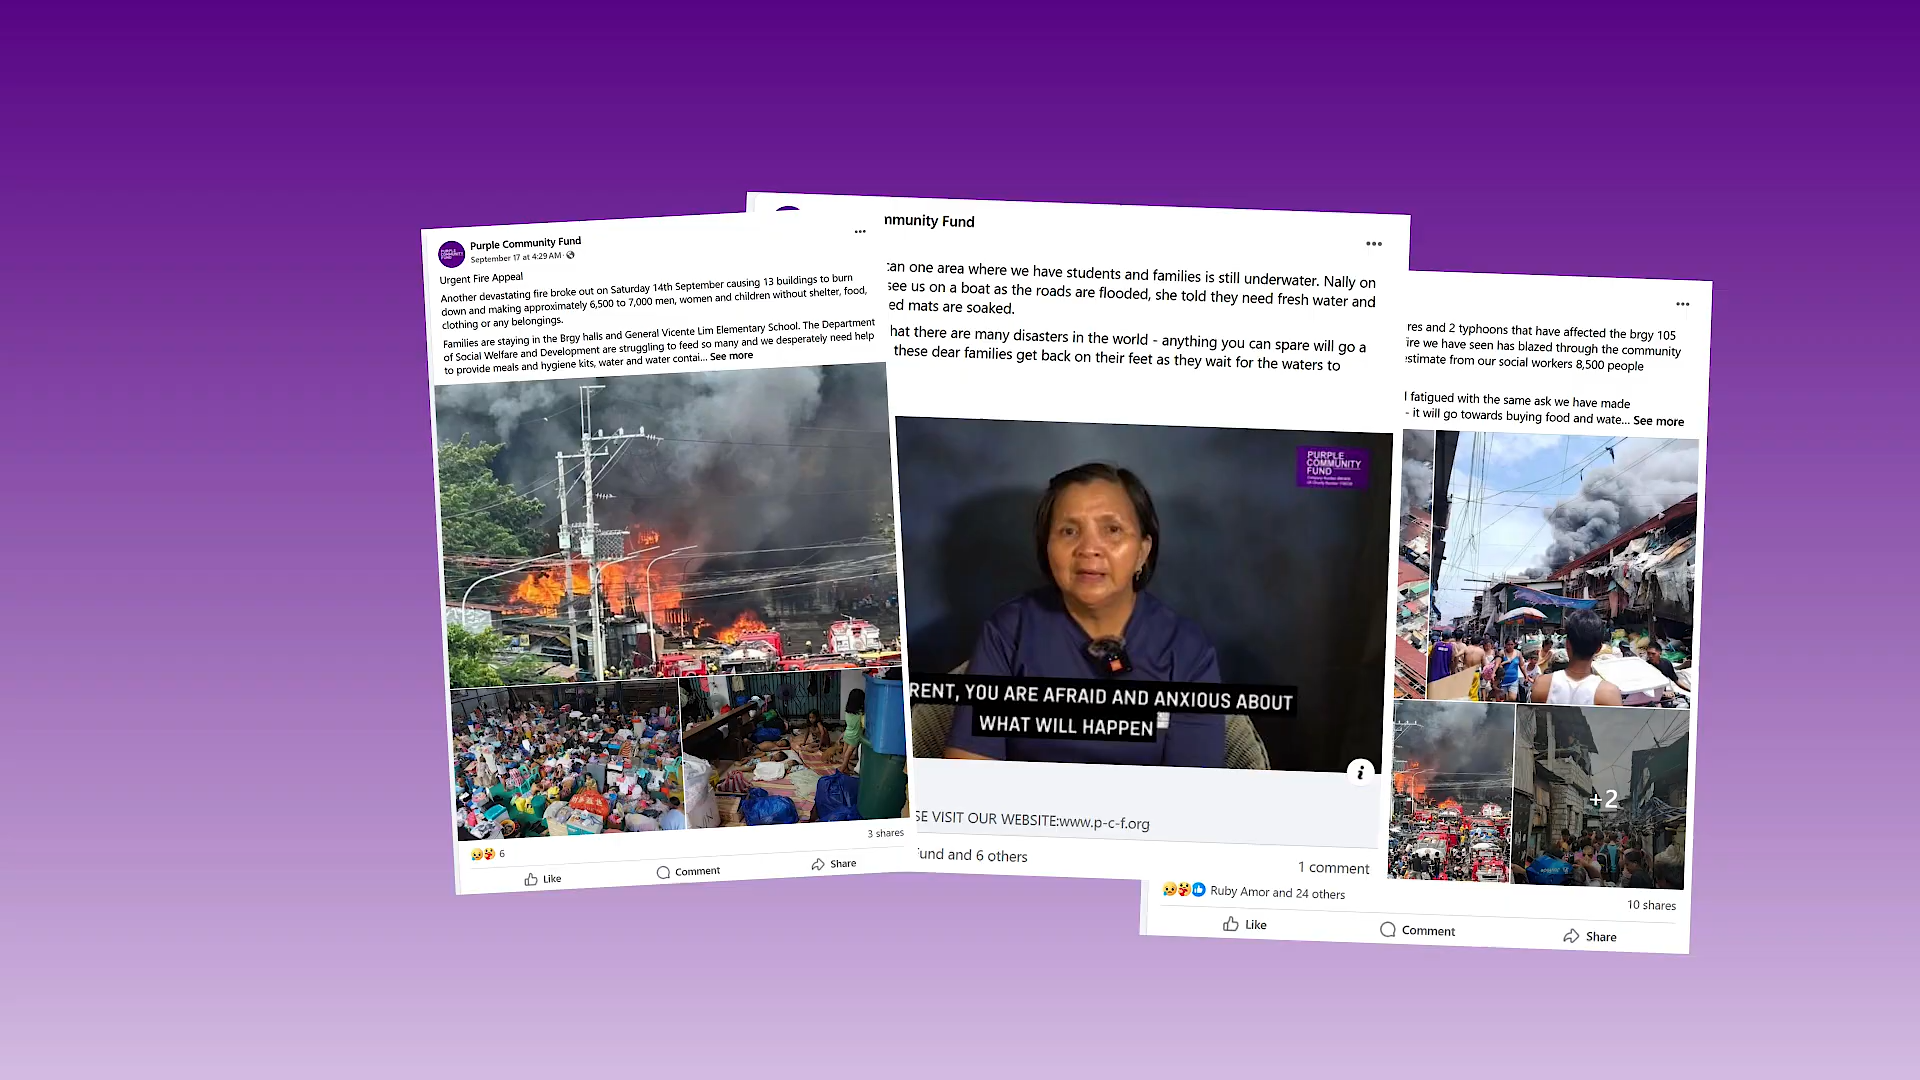 Purple Community Fund
September 17 at 4:29 AM
Urgent Fire Appeal
Another devastating fire broke out on Saturday 14th September causing 13 buildings to burn
down and making approximately 6,500 to 7,000 men, women and children without shelter, food,
clothing or any belongings.
Families are staying in the Brgy halls and General Vicente Lim Elementary School. The Department
of Social Welfare and Development are struggling to feed so many and we desperately need help
to provide meals and hygiene kits, water and water contai... See more
6
3 shares
Like
Comment
Share
mmunity Fund
an one area where we have students and families is still underwater. Nally on
see us on a boat as the roads are flooded, she told they need fresh water and
ed mats are soaked.
hat there are many disasters in the world - anything you can spare will go a
these dear families get back on their feet as they wait for the waters to
PURPLE
COMMUNITY
FUND
RENT, YOU ARE AFRAID AND ANXIOUS ABOUT
WHAT WILL HAPPEN
SE VISIT OUR WEBSITE:www.p-c-f.org
Fund and 6 others
1 comment
res and 2 typhoons that have affected the brgy 105
ire we have seen has blazed through the community
estimate from our social workers 8,500 people
l fatigued with the same ask we have made
- it will go towards buying food and wate... See more
+2
Ruby Amor and 24 others
10 shares
Like
Comment
Share